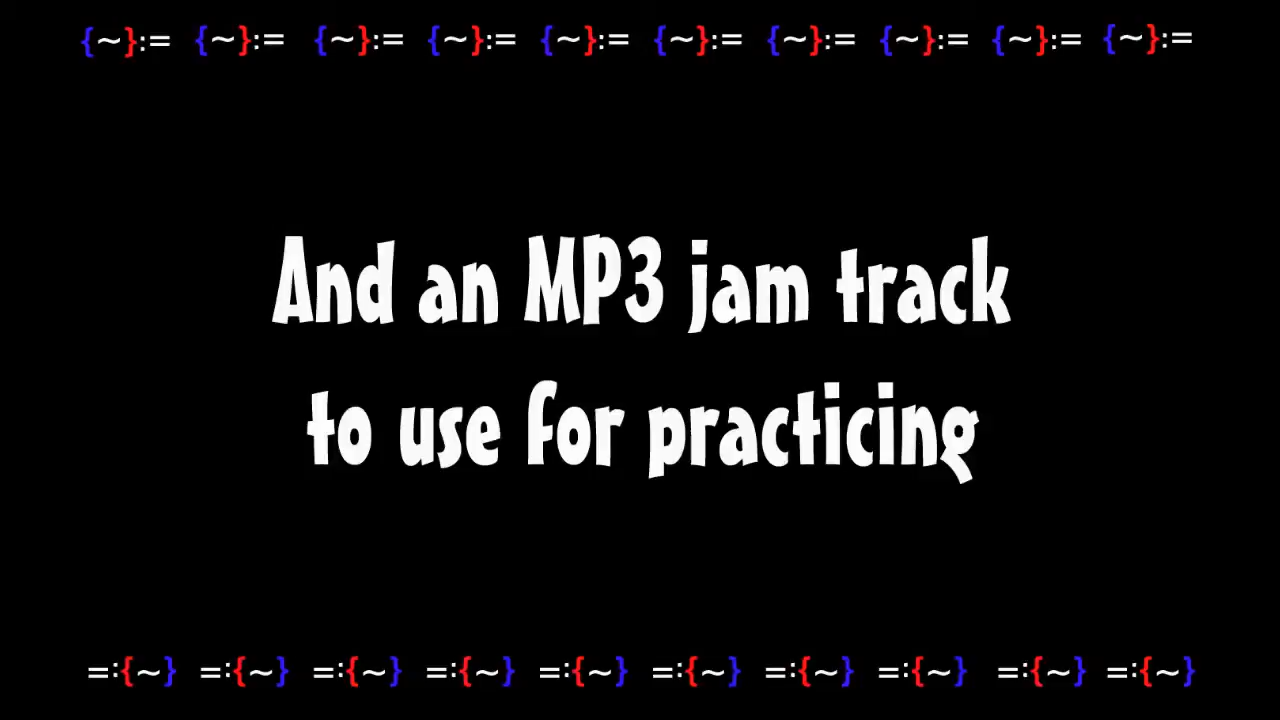 {~}:= {~}:= {~}:= {~}:= {~}:= {~}:= {~}:= {~}:= {~}:= {~}:=
And an MP3 jam track
to use for practicing
=:{~} =:{~} =:{~} =:{~} =:{~} =:{~} =:{~} =:{~} =:{~} =:{~}